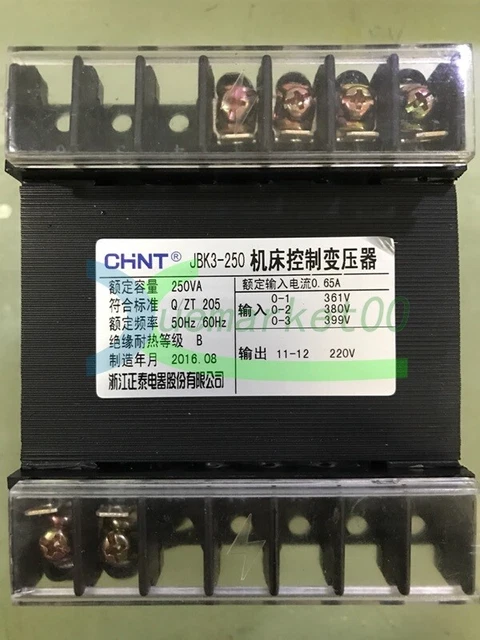 CHNT® JBK3-250 机床控制变压器
额定容量 250VA
符合标准 Q/ZT 205
额定频率 50Hz/60Hz
绝缘耐热等级 B
制造年月 2016.08
浙江正泰电器股份有限公司
额定输入电流0.65A
输入 0-1 361V
0-2 380V
0-3 399V
输出 11-12 220V